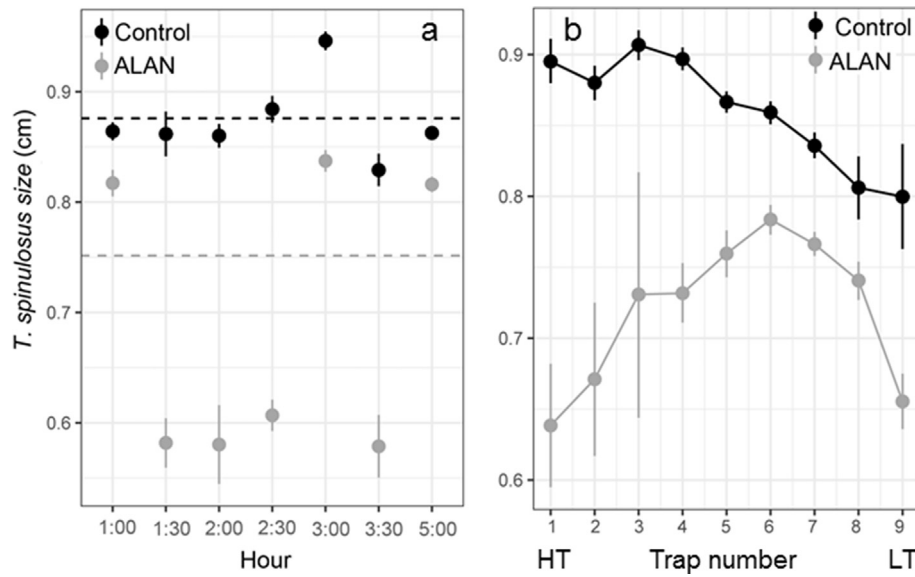 Control
ALAN
a
T. spinulosus size (cm)
0.9
0.8
0.7
0.6
1:00 1:30 2:00 2:30 3:00 3:30 5:00
Hour
b
Control
ALAN
0.9
0.8
0.7
0.6
1 2 3 4 5 6 7 8 9
HT Trap number LT